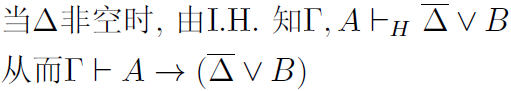 当Δ非空时, 由I.H. 知Γ, A ⊢_H Δ̅ ∨ B
从而Γ ⊢ A → (Δ̅ ∨ B)